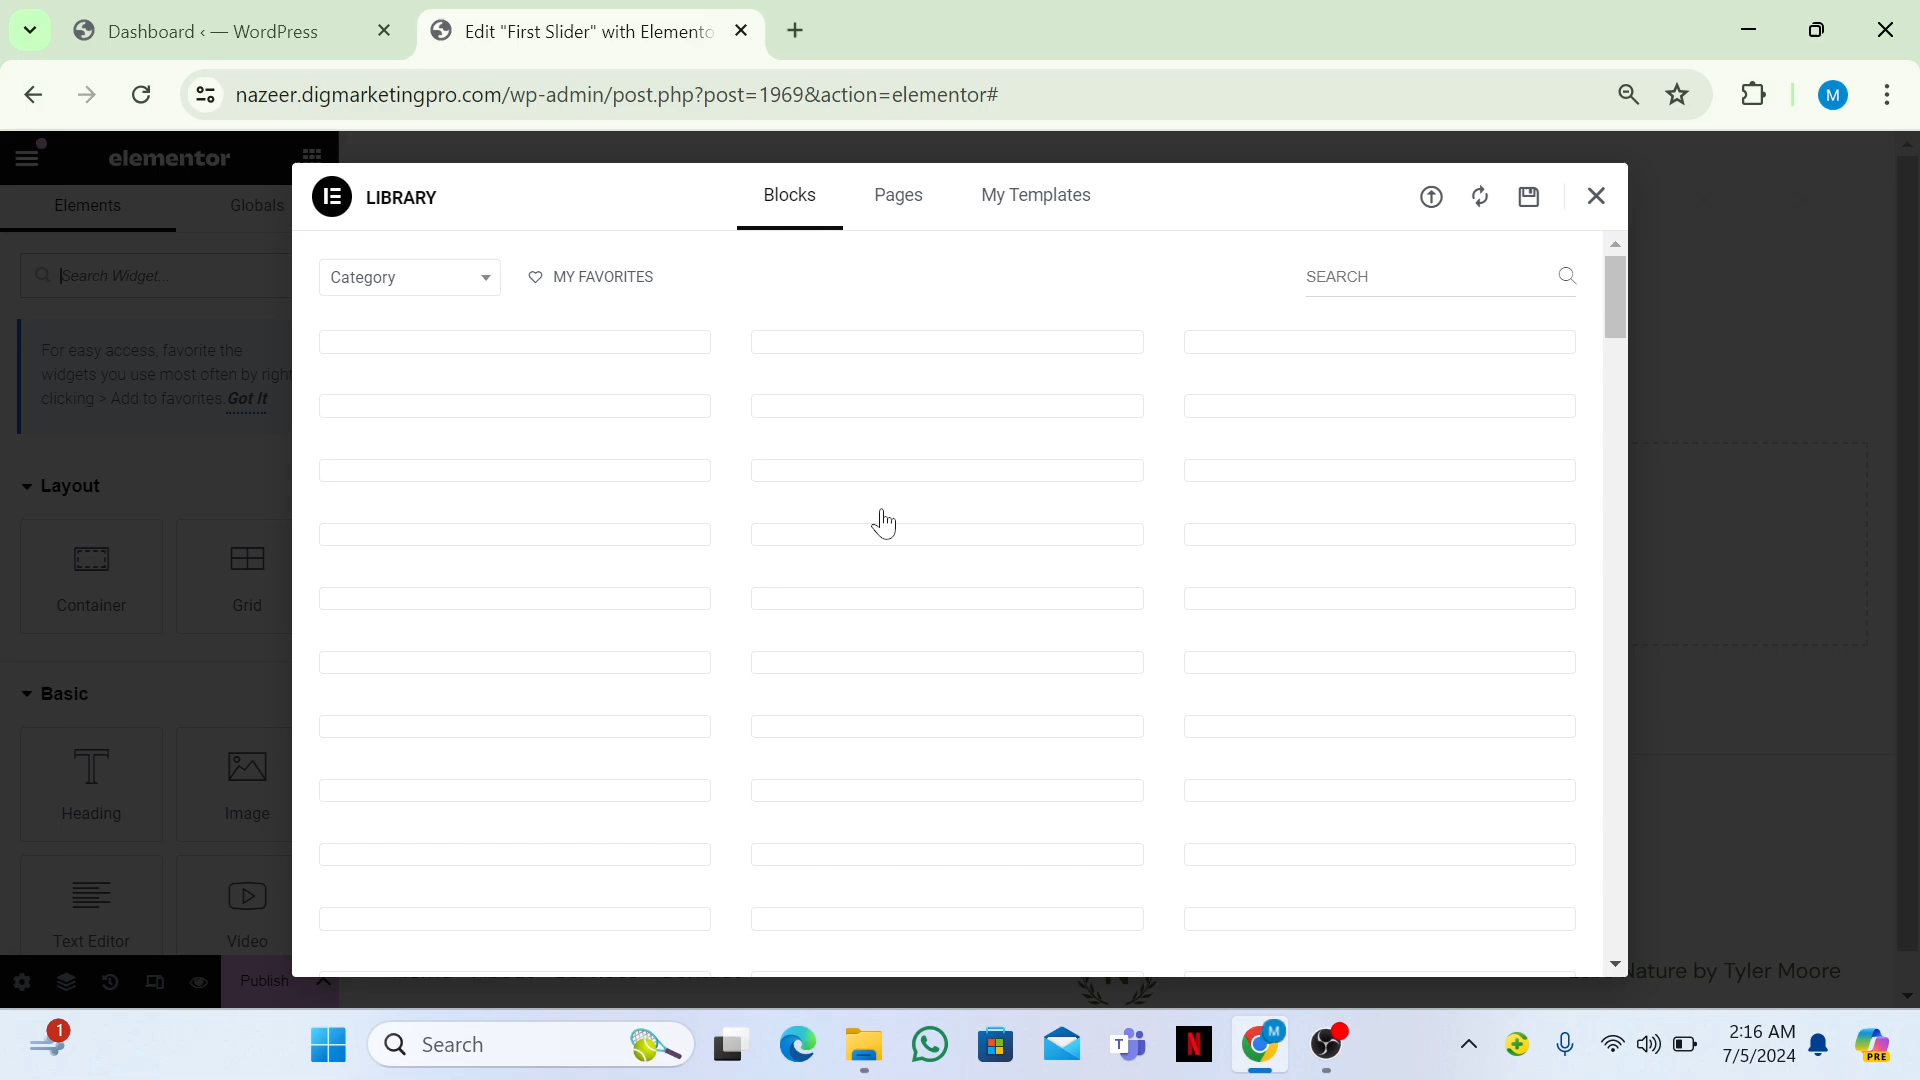 Dashboard ‹ — WordPress
Edit "First Slider" with Elemento
nazeer.digmarketingpro.com/wp-admin/post.php?post=1969&action=elementor#
M
elementor
LIBRARY
Blocks
Pages
My Templates
Elements
Globals
Search Widget...
Category
MY FAVORITES
SEARCH
For easy access, favorite the
widgets you use most often by right
clicking > Add to favorites. Got It
Layout
Container
Grid
Basic
Heading
Image
Text Editor
Video
Publish
Nature by Tyler Moore
1
Search
T
N
M
2:16 AM
7/5/2024
PRE